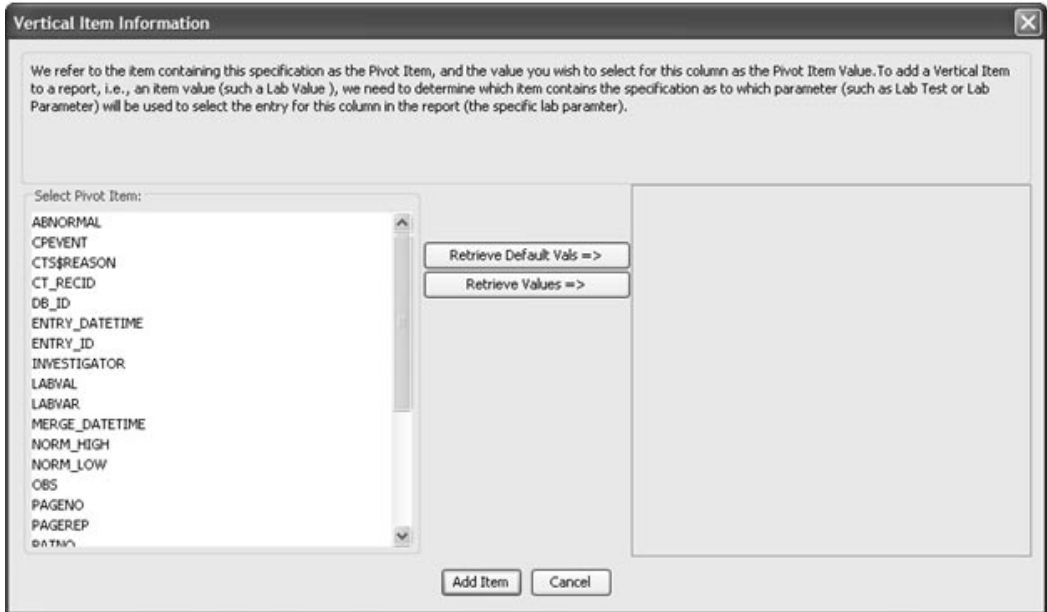 Vertical Item Information
We refer to the item containing this specification as the Pivot Item, and the value you wish to select for this column as the Pivot Item Value.To add a Vertical Item
to a report, i.e., an item value (such a Lab Value ), we need to determine which item contains the specification as to which parameter (such as Lab Test or Lab
Parameter) will be used to select the entry for this column in the report (the specific lab paramter).
Select Pivot Item:
ABNORMAL
CPEVENT
CTS$REASON
CT_RECID
DB_ID
ENTRY_DATETIME
ENTRY_ID
INVESTIGATOR
LABVAL
LABVAR
MERGE_DATETIME
NORM_HIGH
NORM_LOW
OBS
PAGENO
PAGEREP
PATNO
Retrieve Default Vals =>
Retrieve Values =>
Add Item
Cancel